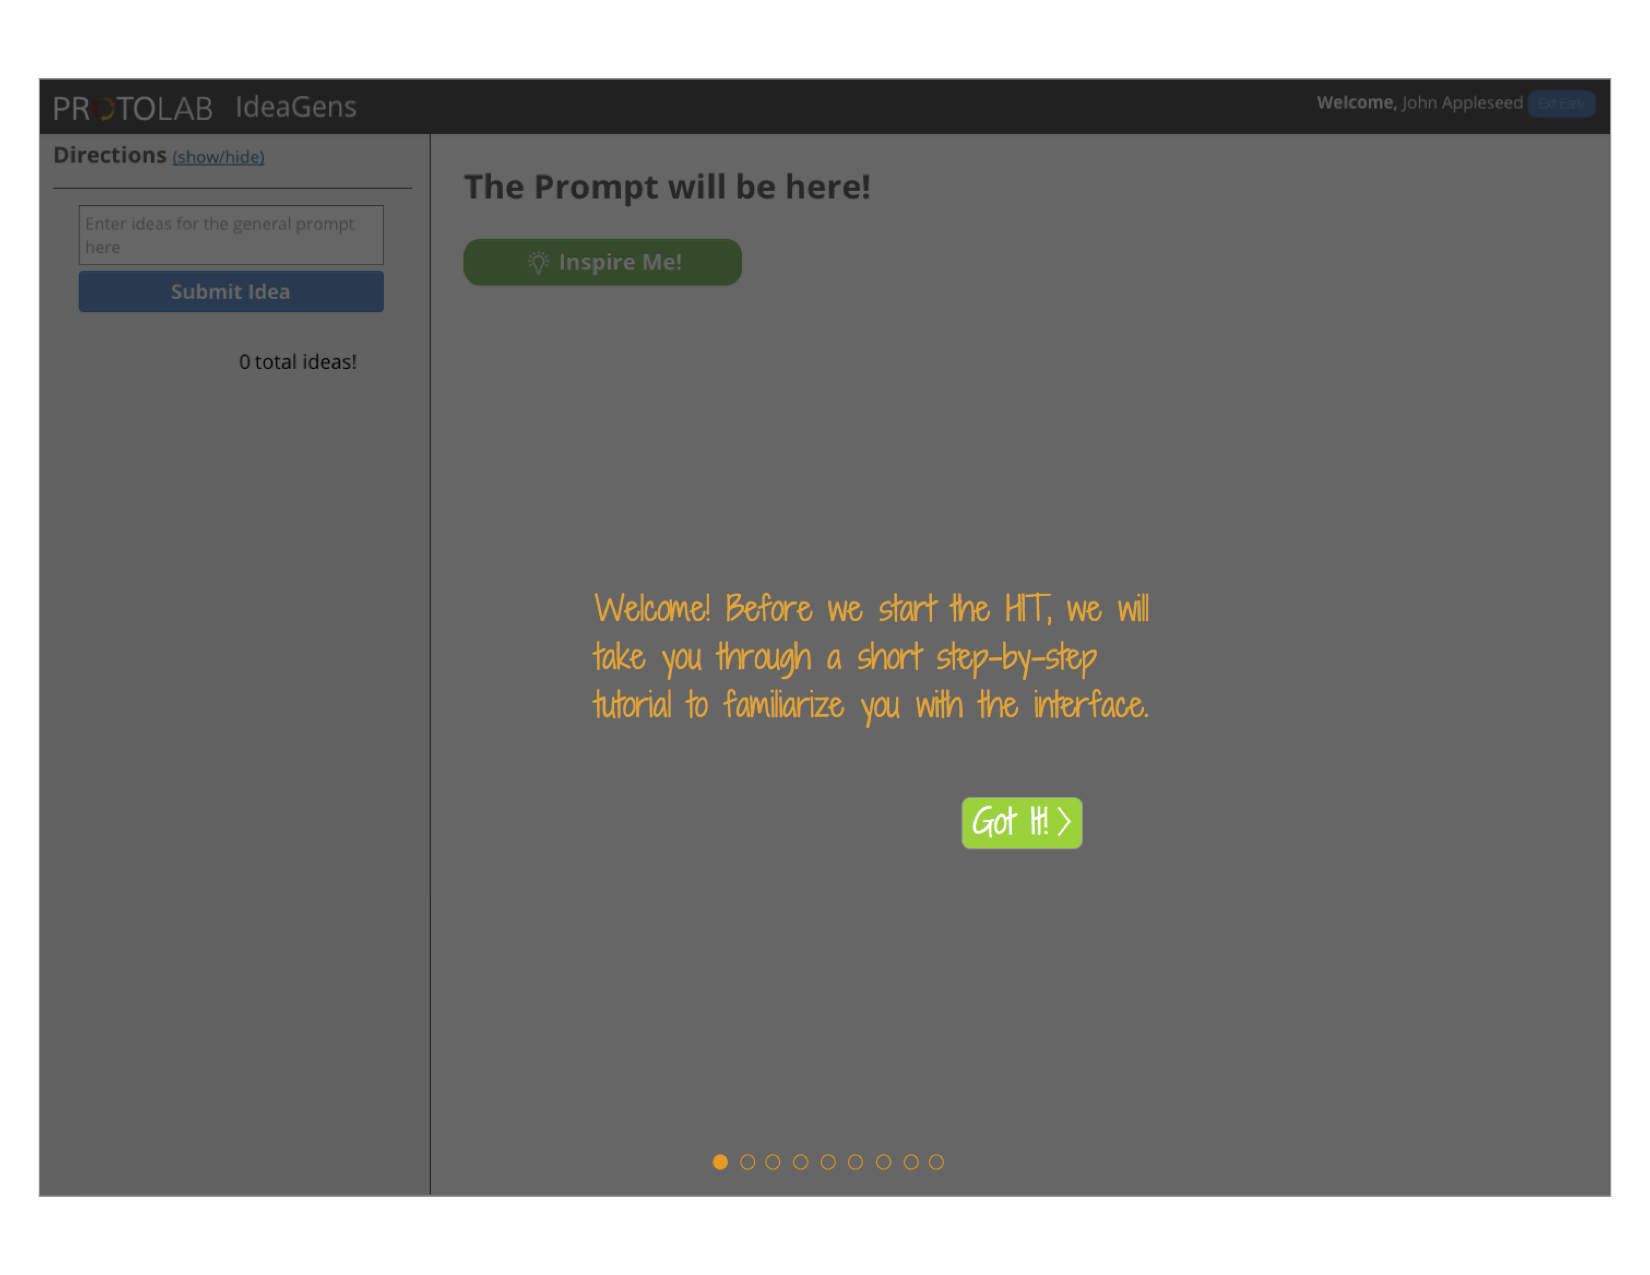 PROTOLAB IdeaGens
Welcome, John Appleseed Exit Early
Directions (show/hide)
Enter ideas for the general prompt
here
Submit Idea
0 total ideas!
The Prompt will be here!
Inspire Me!
Welcome! Before we start the HIT, we will
take you through a short step-by-step
tutorial to familiarize you with the interface.
Got It! >